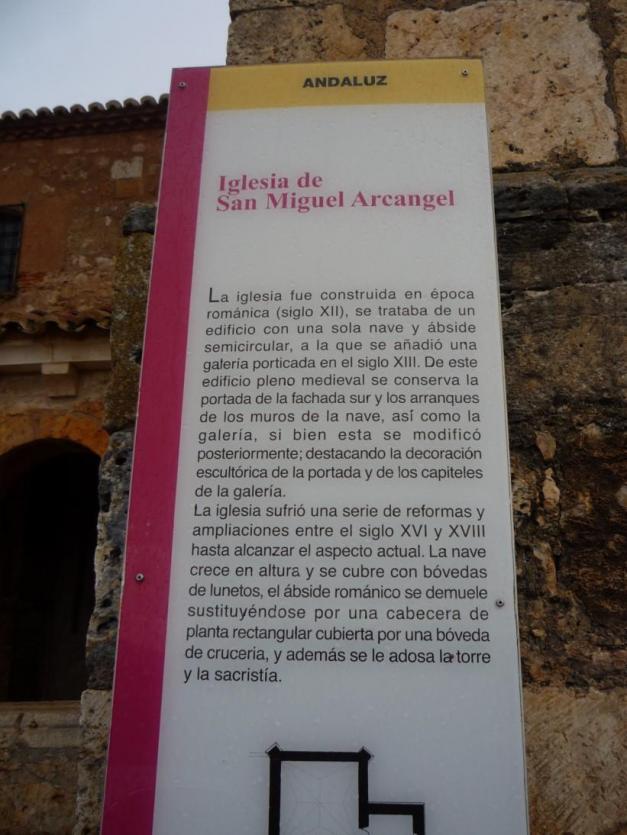 ANDALUZ
Iglesia de
San Miguel Arcangel
La iglesia fue construida en época
románica (siglo XII), se trataba de un
edificio con una sola nave y ábside
semicircular, a la que se añadió una
galería porticada en el siglo XIII. De este
edificio pleno medieval se conserva la
portada de la fachada sur y los arranques
de los muros de la nave, así como la
galería, si bien esta se modificó
posteriormente; destacando la decoración
escultórica de la portada y de los capiteles
de la galería.
La iglesia sufrió una serie de reformas y
ampliaciones entre el siglo XVI y XVIII
hasta alcanzar el aspecto actual. La nave
crece en altura y se cubre con bóvedas
de lunetos, el ábside románico se demuele
sustituyéndose por una cabecera de
planta rectangular cubierta por una bóveda
de cruceria, y además se le adosa la torre
y la sacristía.